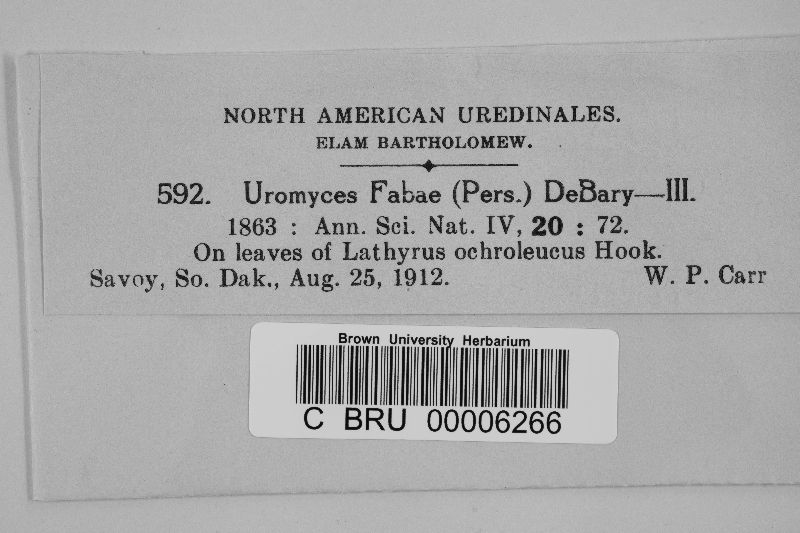 NORTH AMERICAN UREDINALES.
ELAM BARTHOLOMEW.
592. Uromyces Fabae (Pers.) DeBary—III.
1863 : Ann. Sci. Nat. IV, 20 : 72.
On leaves of Lathyrus ochroleucus Hook.
Savoy, So. Dak., Aug. 25, 1912. W. P. Carr
Brown University Herbarium
C BRU 00006266